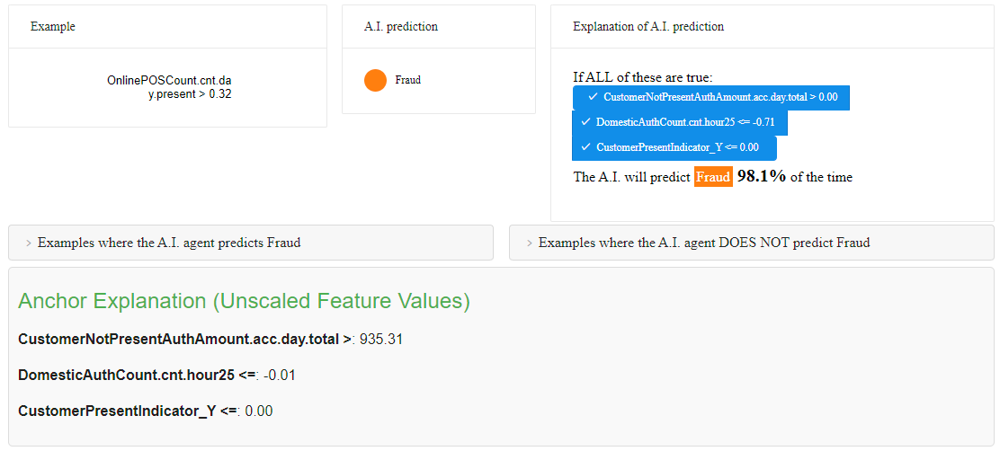 Example
A.I. prediction
Explanation of A.I. prediction
OnlinePOSCount.cnt.da
y.present > 0.32
Fraud
If ALL of these are true:
✓ CustomerNotPresentAuthAmount.acc.day.total > 0.00
✓ DomesticAuthCount.cnt.hour25 <= -0.71
✓ CustomerPresentIndicator_Y <= 0.00
The A.I. will predict Fraud 98.1% of the time
> Examples where the A.I. agent predicts Fraud
> Examples where the A.I. agent DOES NOT predict Fraud
Anchor Explanation (Unscaled Feature Values)
CustomerNotPresentAuthAmount.acc.day.total >: 935.31
DomesticAuthCount.cnt.hour25 <=: -0.01
CustomerPresentIndicator_Y <=: 0.00